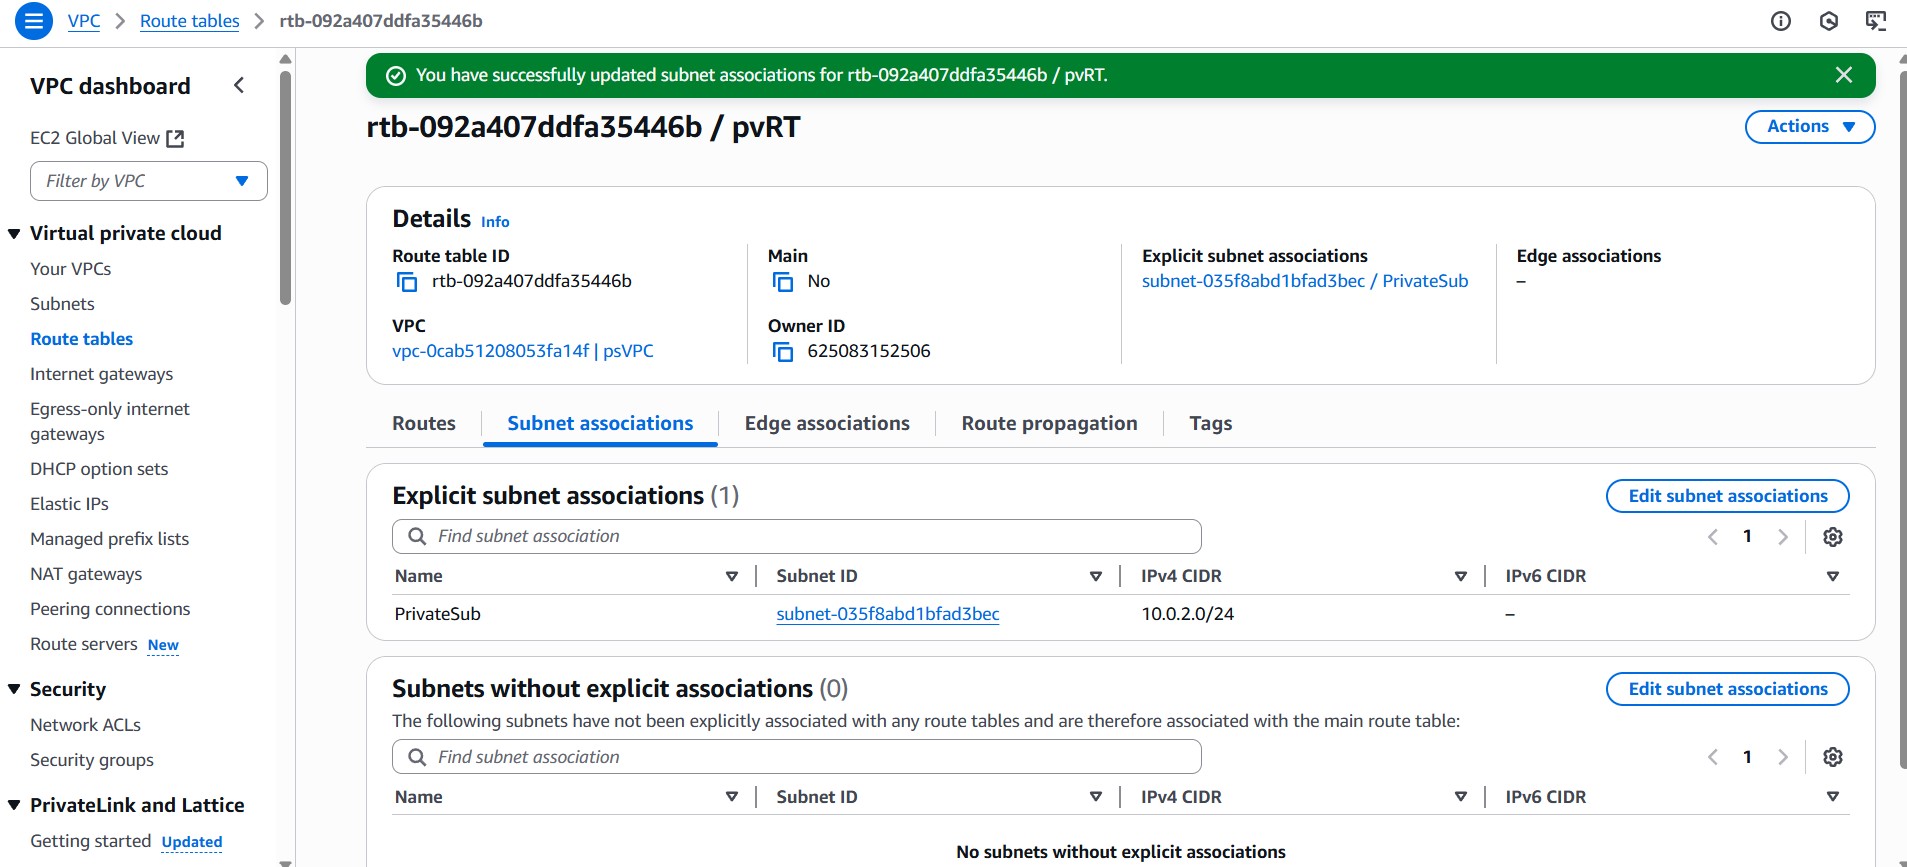 VPC > Route tables > rtb-092a407ddfa35446b
VPC dashboard
EC2 Global View
Filter by VPC
Virtual private cloud
Your VPCs
Subnets
Route tables
Internet gateways
Egress-only internet
gateways
DHCP option sets
Elastic IPs
Managed prefix lists
NAT gateways
Peering connections
Route servers New
Security
Network ACLs
Security groups
PrivateLink and Lattice
Getting started Updated
You have successfully updated subnet associations for rtb-092a407ddfa35446b / pvRT.
rtb-092a407ddfa35446b / pvRT
Actions
Details Info
Route table ID
rtb-092a407ddfa35446b
Main
No
Explicit subnet associations
subnet-035f8abd1bfad3bec / PrivateSub
Edge associations
–
VPC
vpc-0cab51208053fa14f | psVPC
Owner ID
625083152506
Routes Subnet associations Edge associations Route propagation Tags
Explicit subnet associations (1)
Edit subnet associations
Find subnet association
1
Name Subnet ID IPv4 CIDR IPv6 CIDR
PrivateSub subnet-035f8abd1bfad3bec 10.0.2.0/24 –
Subnets without explicit associations (0)
Edit subnet associations
The following subnets have not been explicitly associated with any route tables and are therefore associated with the main route table:
Find subnet association
1
Name Subnet ID IPv4 CIDR IPv6 CIDR
No subnets without explicit associations